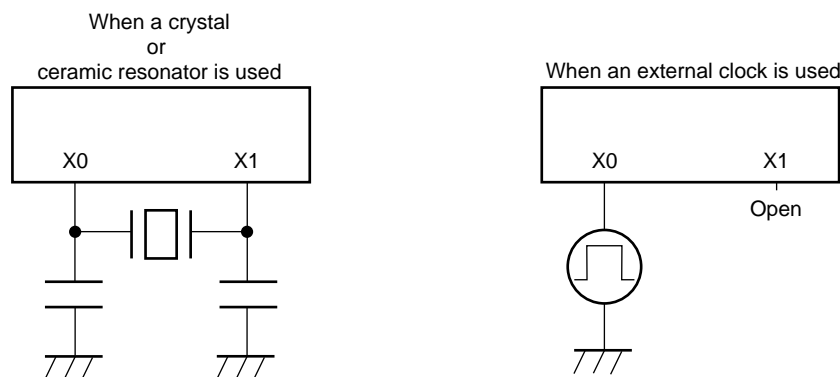 When a crystal
or
ceramic resonator is used
X0
X1
When an external clock is used
X0
X1
Open